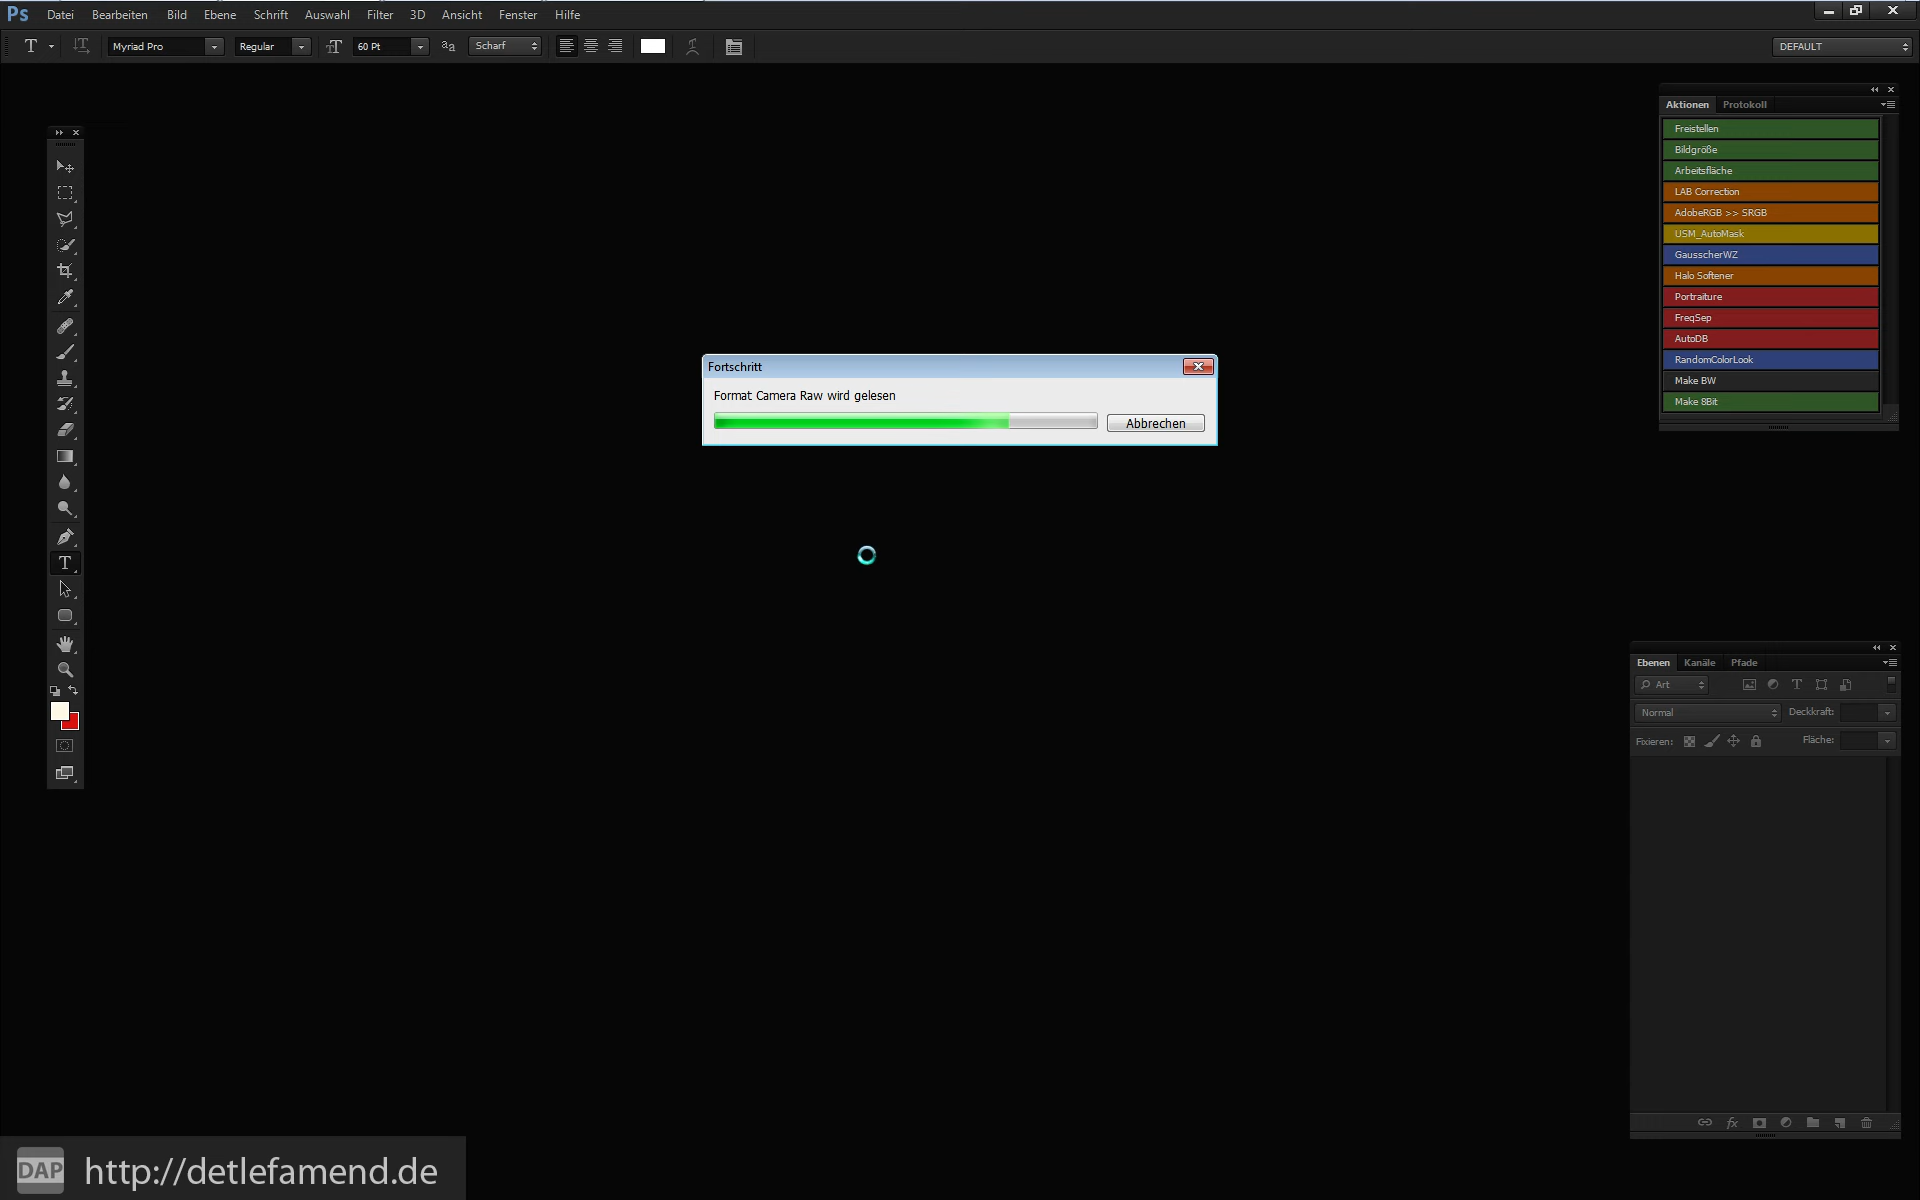 Ps Datei Bearbeiten Bild Ebene Schrift Auswahl Filter 3D Ansicht Fenster Hilfe
T Myriad Pro Regular 60 Pt aa Scharf DEFAULT
Aktionen Protokoll
Freistellen
Bildgröße
Arbeitsfläche
LAB Correction
AdobeRGB >> SRGB
USM_AutoMask
GausscherWZ
Halo Softener
Portraiture
FreqSep
AutoDB
RandomColorLook
Make BW
Make 8Bit
Fortschritt
Format Camera Raw wird gelesen
Abbrechen
Ebenen Kanäle Pfade
Art
Normal Deckkraft:
Fixieren: Fläche:
fx
DAP http://detlefamend.de